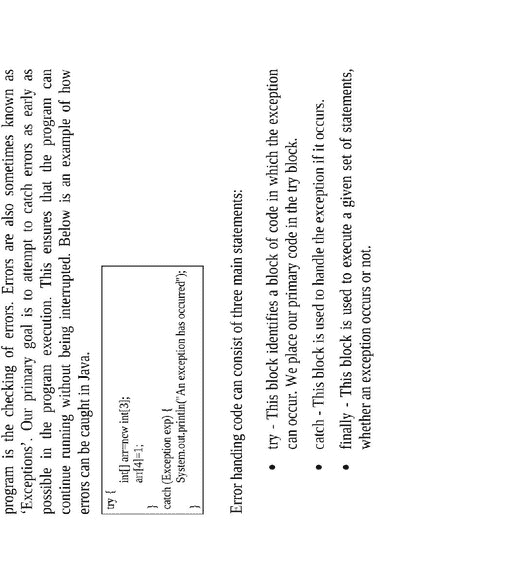 program is the checking of errors. Errors are also sometimes known as
‘Exceptions’. Our primary goal is to attempt to catch errors as early as
possible in the program execution. This ensures that the program can
continue running without being interrupted. Below is an example of how
errors can be caught in Java.
try {
int[] arr=new int[3];
arr[4]=1;
}
catch (Exception exp) {
System.out.println("An exception has occurred");
}
Error handing code can consist of three main statements:
• try - This block identifies a block of code in which the exception
can occur. We place our primary code in the try block.
• catch - This block is used to handle the exception if it occurs.
• finally - This block is used to execute a given set of statements,
whether an exception occurs or not.